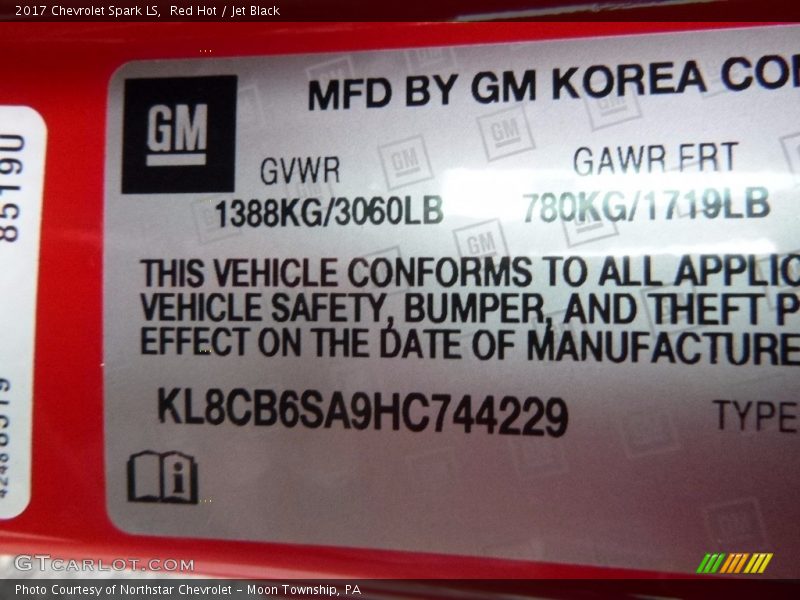 2017 Chevrolet Spark LS,  Red Hot / Jet Black
8519U
GM
MFD BY GM KOREA
GVWR
GAWR FRT
1388KG/3060LB
780KG/1719LB
THIS VEHICLE CONFORMS TO ALL
VEHICLE SAFETY, BUMPER, AND THEFT
EFFECT ON THE DATE OF MANUFACTURE
KL8CB6SA9HC744229
TYPE
GTCARLOT.COM
Photo Courtesy of Northstar Chevrolet - Moon Township, PA